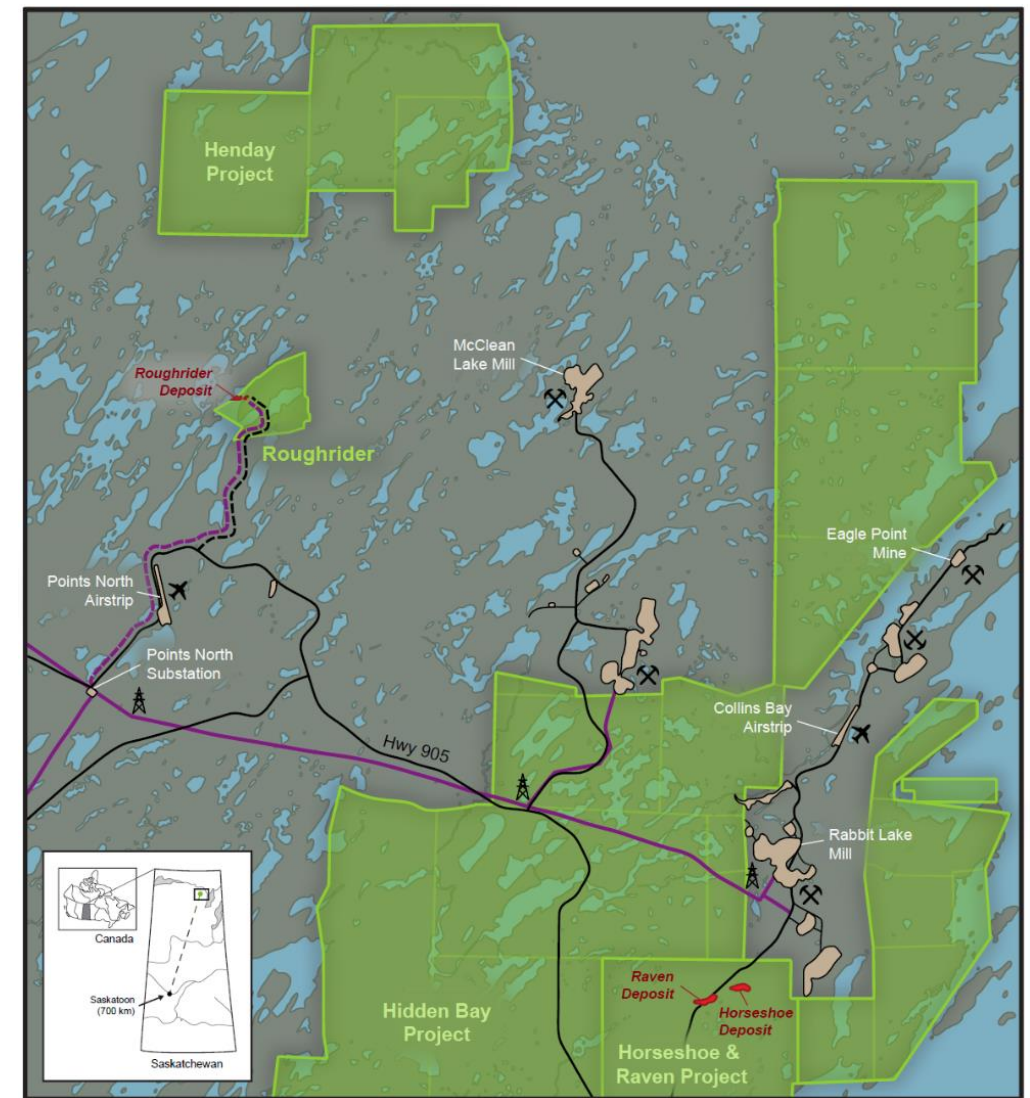 Henday
Project
McClean
Lake Mill
Roughrider
Deposit
Roughrider
Eagle Point
Mine
Points North
Airstrip
Points North
Substation
Collins Bay
Airstrip
Hwy 905
Rabbit Lake
Mill
Canada
Saskatoon
(700 km)
Saskatchewan
Raven
Deposit
Horseshoe
Deposit
Hidden Bay
Project
Horseshoe &
Raven Project